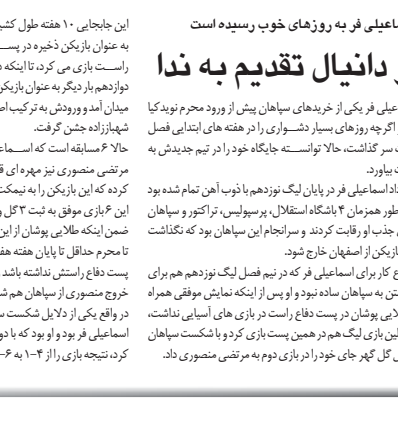 ماعیلی فر به روزهای خوب رسیده است
دانیال تقدیم به ندا
عیلی فر یکی از خریدهای سپاهان پیش از ورود محرم نویدکیا
اگرچه روزهای بسیار دشــواری را در هفته های ابتدایی فصل
ت سر گذاشت، حالا توانســته جایگاه خود را در تیم جدیدش به
ت بیاورد.
داد اسماعیلی فر در پایان لیگ نوزدهم با ذوب آهن تمام شده بود
طور همزمان ۴ باشگاه استقلال، پرسپولیس، تراکتور و سپاهان
جذب او رقابت کردند و سرانجام این سپاهان بود که نگذاشت
بازیکن از اصفهان خارج شود.
ع کار برای اسماعیلی فر که در نیم فصل لیگ نوزدهم هم برای
تن به سپاهان ساده نبود و او پس از اینکه نمایش موفقی همراه
لایی پوشان در پست دفاع راست در بازی های آسیایی نداشت،
لین بازی لیگ هم در همین پست بازی کرد و با شکست سپاهان
ل گل گهر جای خود را در بازی دوم به مرتضی منصوری داد.
این جابجایی ۱۰ هفته طول کشی
به عنوان بازیکن ذخیره در پســ
راســت بازی می کرد، تا اینکه د
دوازدهم بار دیگر به عنوان بازیکن
میدان آمد و ورودش به ترکیب اص
شهباززاده جشن گرفت.
حالا ۶ مسابقه است که اســماعی
مرتضی منصوری نیز مهره ای ق
کرده که این بازیکن را به نیمکت
این ۶ بازی موفق به ثبت ۳ گل و
ضمن اینکه طلایی پوشان از این
تا محرم حداقل تا پایان هفته هف
پست دفاع راستش نداشته باشد
خروج منصوری از سپاهان هم شد
در واقع یکی از دلایل شکست س
اسماعیلی فر بود و او بود که با دو
کرد، نتیجه بازی را از ۴-۱ به ۶-